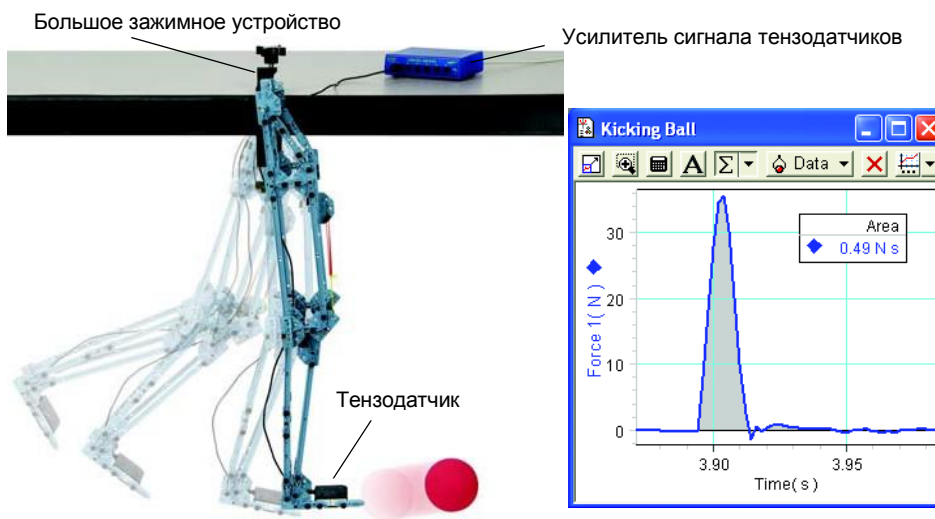 Большое зажимное устройство
Усилитель сигнала тензодатчиков
Тензодатчик
Kicking Ball
A Σ Data
Area
0.49 N s
Force 1( N )
30
20
10
0
3.90 3.95
Time( s )